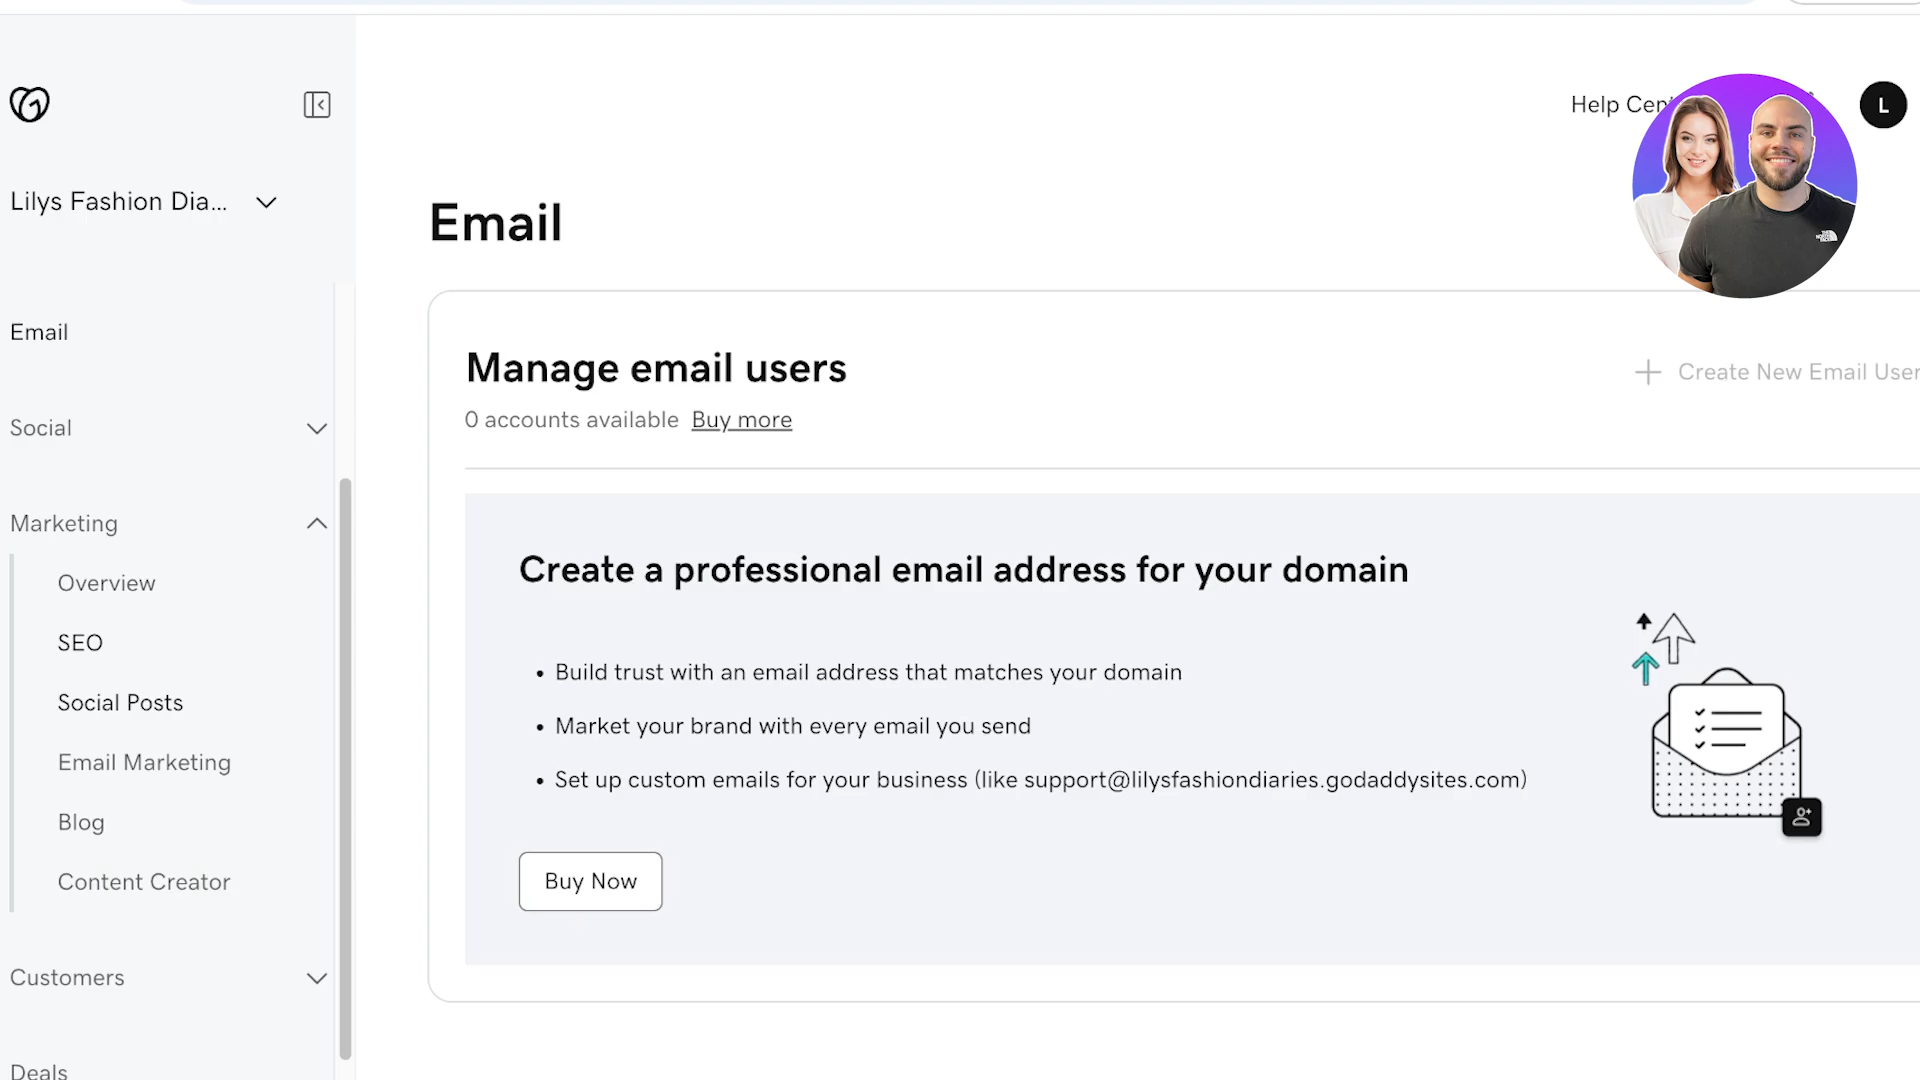 Help Cen
L
Lilys Fashion Dia...
Email
Email
Social
Marketing
Overview
SEO
Social Posts
Email Marketing
Blog
Content Creator
Customers
Deals
Manage email users
Create New Email User
0 accounts available Buy more
Create a professional email address for your domain
• Build trust with an email address that matches your domain
• Market your brand with every email you send
• Set up custom emails for your business (like support@lilysfashiondiaries.godaddysites.com)
Buy Now